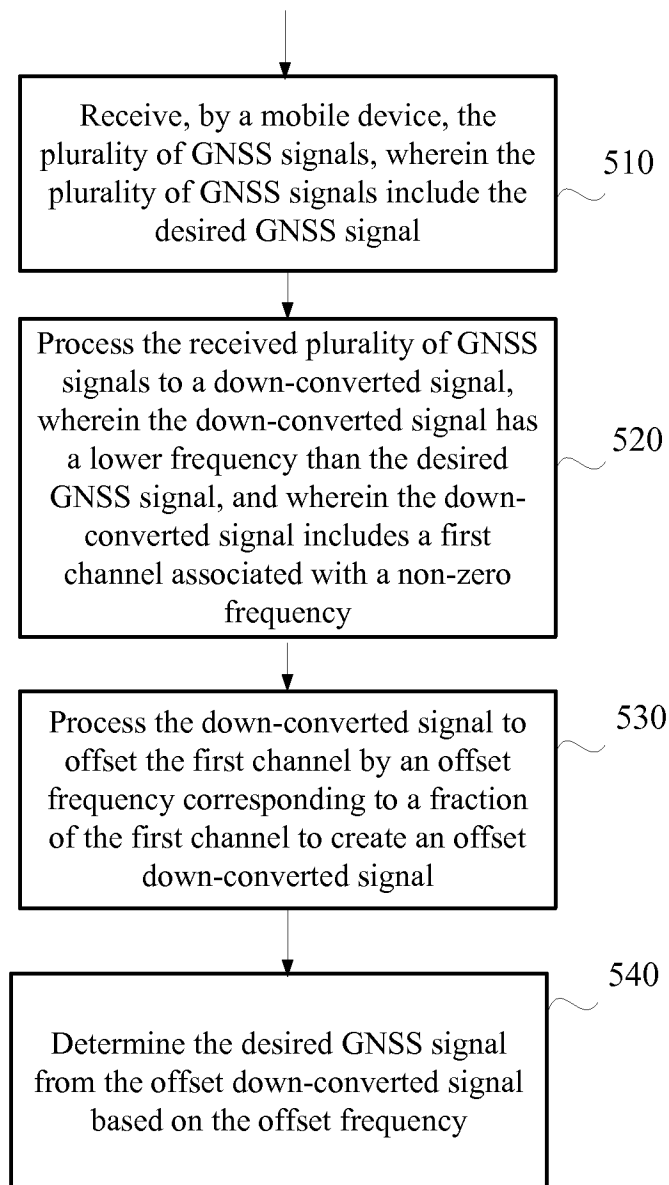 Receive, by a mobile device, the
plurality of GNSS signals, wherein the
plurality of GNSS signals include the
desired GNSS signal
510
Process the received plurality of GNSS
signals to a down-converted signal,
wherein the down-converted signal has
a lower frequency than the desired
GNSS signal, and wherein the down-
converted signal includes a first
channel associated with a non-zero
frequency
520
Process the down-converted signal to
offset the first channel by an offset
frequency corresponding to a fraction
of the first channel to create an offset
down-converted signal
530
Determine the desired GNSS signal
from the offset down-converted signal
based on the offset frequency
540